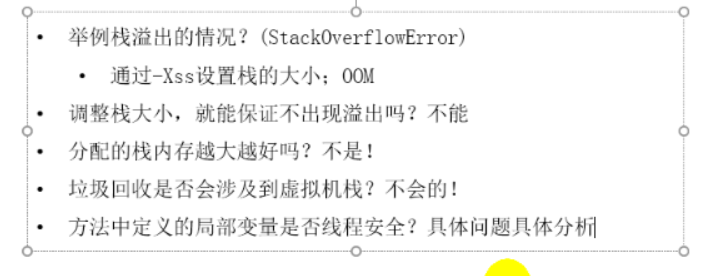 • 举例栈溢出的情况？(StackOverflowError)
• 通过-Xss设置栈的大小；OOM
• 调整栈大小，就能保证不出现溢出吗？不能
• 分配的栈内存越大越好吗？不是！
• 垃圾回收是否会涉及到虚拟机栈？不会的！
• 方法中定义的局部变量是否线程安全？具体问题具体分析